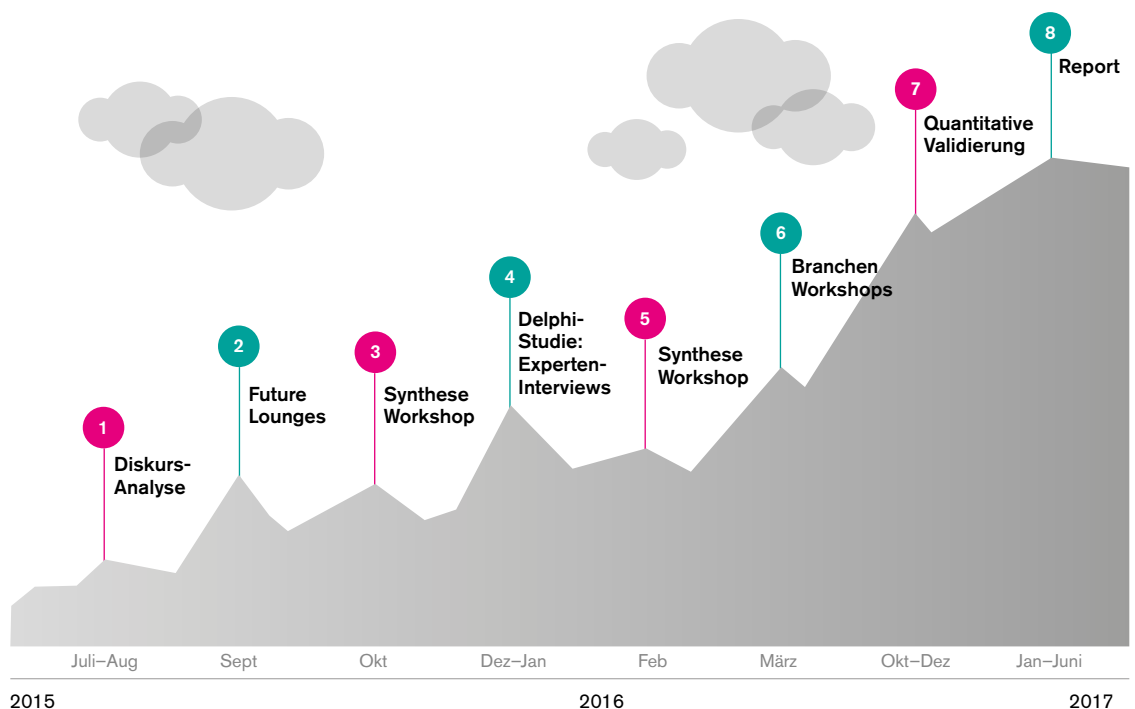 1
Diskurs-
Analyse
2
Future
Lounges
3
Synthese
Workshop
4
Delphi-
Studie:
Experten-
Interviews
5
Synthese
Workshop
6
Branchen
Workshops
7
Quantitative
Validierung
8
Report
Juli–Aug
Sept
Okt
Dez–Jan
Feb
März
Okt–Dez
Jan–Juni
2015
2016
2017